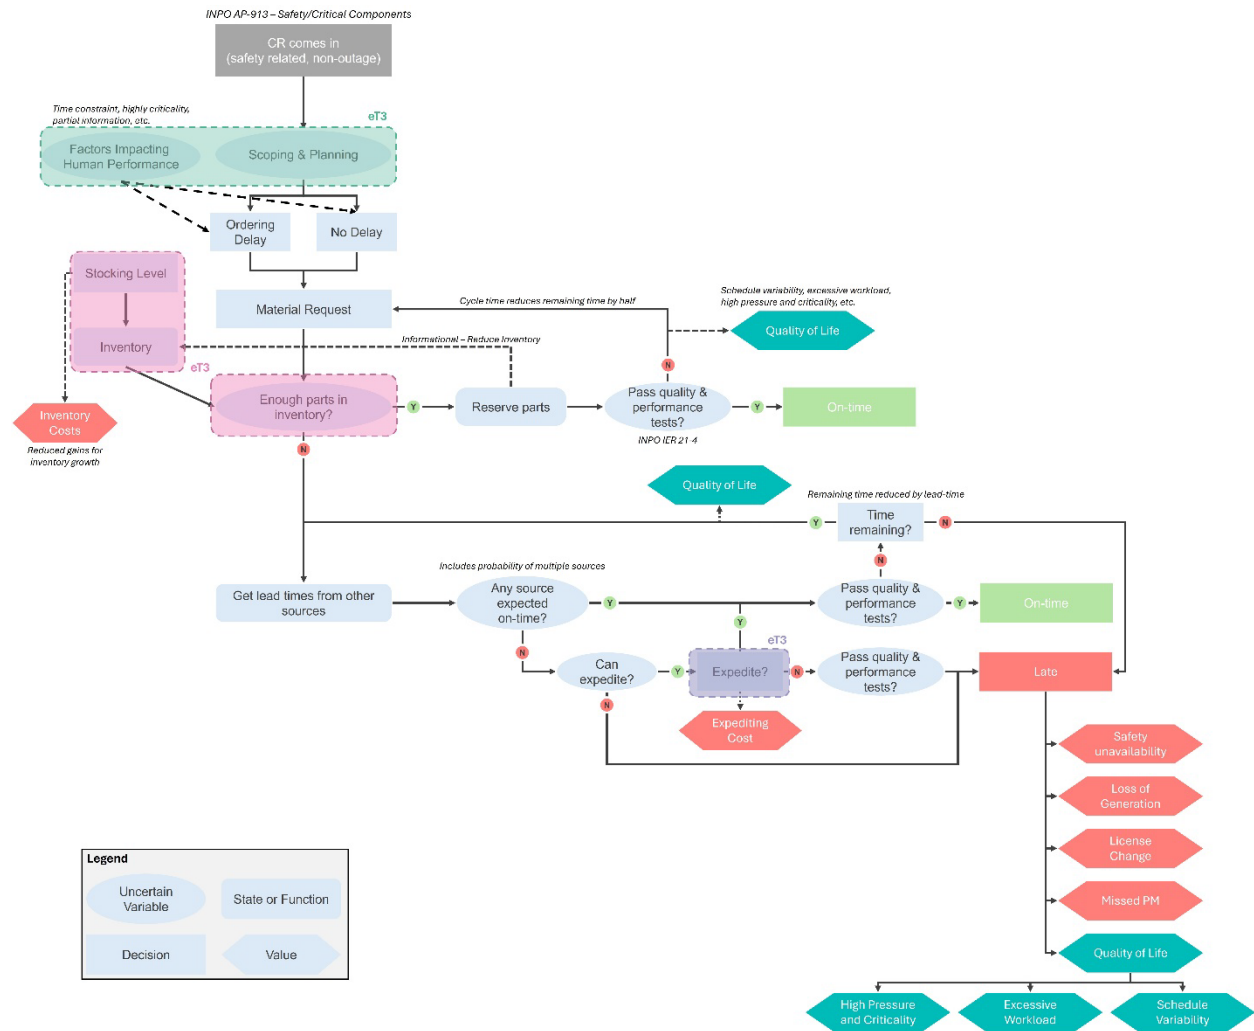 INPO AP-913 – Safety/Critical Components
CR comes in
(safety related, non-outage)
Time constraint, highly criticality,
partial information, etc.
eT3
Factors Impacting
Human Performance
Scoping & Planning
Ordering
Delay
No Delay
Stocking Level
Schedule variability, excessive workload,
high pressure and criticality, etc.
Cycle time reduces remaining time by half
Material Request
Quality of Life
Inventory
Informational – Reduce Inventory
eT3
N
Enough parts in
inventory?
Y
Reserve parts
Pass quality &
performance
tests?
Y
On-time
Inventory
Costs
INPO IER 21-4
Reduced gains for
inventory growth
N
Quality of Life
Remaining time reduced by lead-time
Y
Time
remaining?
N
N
Includes probability of multiple sources
Get lead times from other
sources
Any source
expected
on-time?
Y
Pass quality &
performance
tests?
Y
On-time
Y
eT3
N
Can
expedite?
Y
Expedite?
N
Pass quality &
performance
tests?
Late
N
Expediting
Cost
Safety
unavailability
Loss of
Generation
License
Change
Missed PM
Quality of Life
High Pressure
and Criticality
Excessive
Workload
Schedule
Variability
Legend
Uncertain
Variable
State or Function
Decision
Value